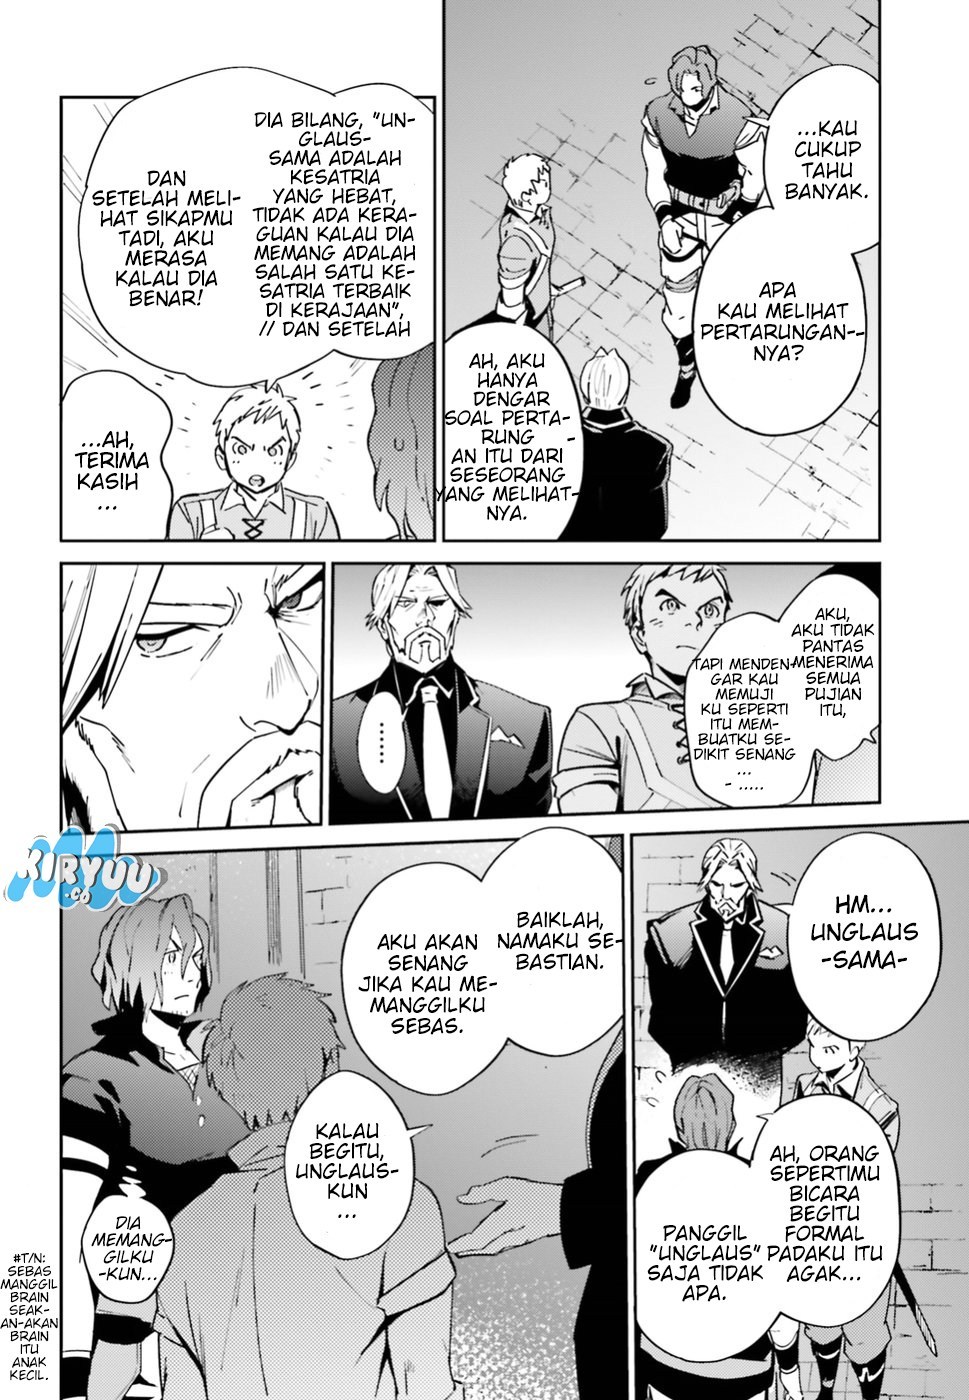 ...KAU
CUKUP
TAHU
BANYAK.
APA
KAU MELIHAT
PERTARUNGAN--
NYA?
AH, AKU
HANYA
DENGAR
SOAL PERTA-
RUNG
-
AN ITU DARI
SESEORANG
YANG MELIHAT-
NYA.
DIA BILANG, "UN-
GLAUS-
SAMA ADALAH
KESATRIA
YANG HEBAT,
TIDAK ADA KERA-
GUAN KALAU DIA
MEMANG ADALAH
SALAH SATU KE-
SATRIA TERBAIK
DI KERAJAAN",
// DAN SETELAH
DAN
SETELAH MELI-
HAT SIKAPMU
TADI, AKU
MERASA
KALAU DIA
BENAR!
...AH,
TERIMA
KASIH
...
AKU,
AKU TIDAK
PANTAS
MENERIMA
SEMUA
PUJIAN
ITU,
TAPI MENDEN-
GAR KAU
MEMUJI
KU SEPERTI
ITU MEM-
BUATKU SE-
DIKIT SENANG
...
- .....
......
HM...
UNGLAUS
-SAMA-
AH, ORANG
SEPERTIMU
BICARA
BEGITU
FORMAL
PADAKU ITU
AGAK...
PANGGIL
"UNGLAUS"
SAJA TIDAK
APA.
BAIKLAH,
NAMAKU SE-
BASTIAN.
AKU AKAN
SENANG
JIKA KAU ME-
MANGGILKU
SEBAS.
KALAU
BEGITU,
UNGLAUS-
KUN
...
DIA
MEMANG-
GILKU
-KUN...
#T/N:
SEBAS
MANGGIL
BRAIN
SEAK-
AN-AKAN
BRAIN
ITU
ANAK
KECIL.
KIRYUU
.CO